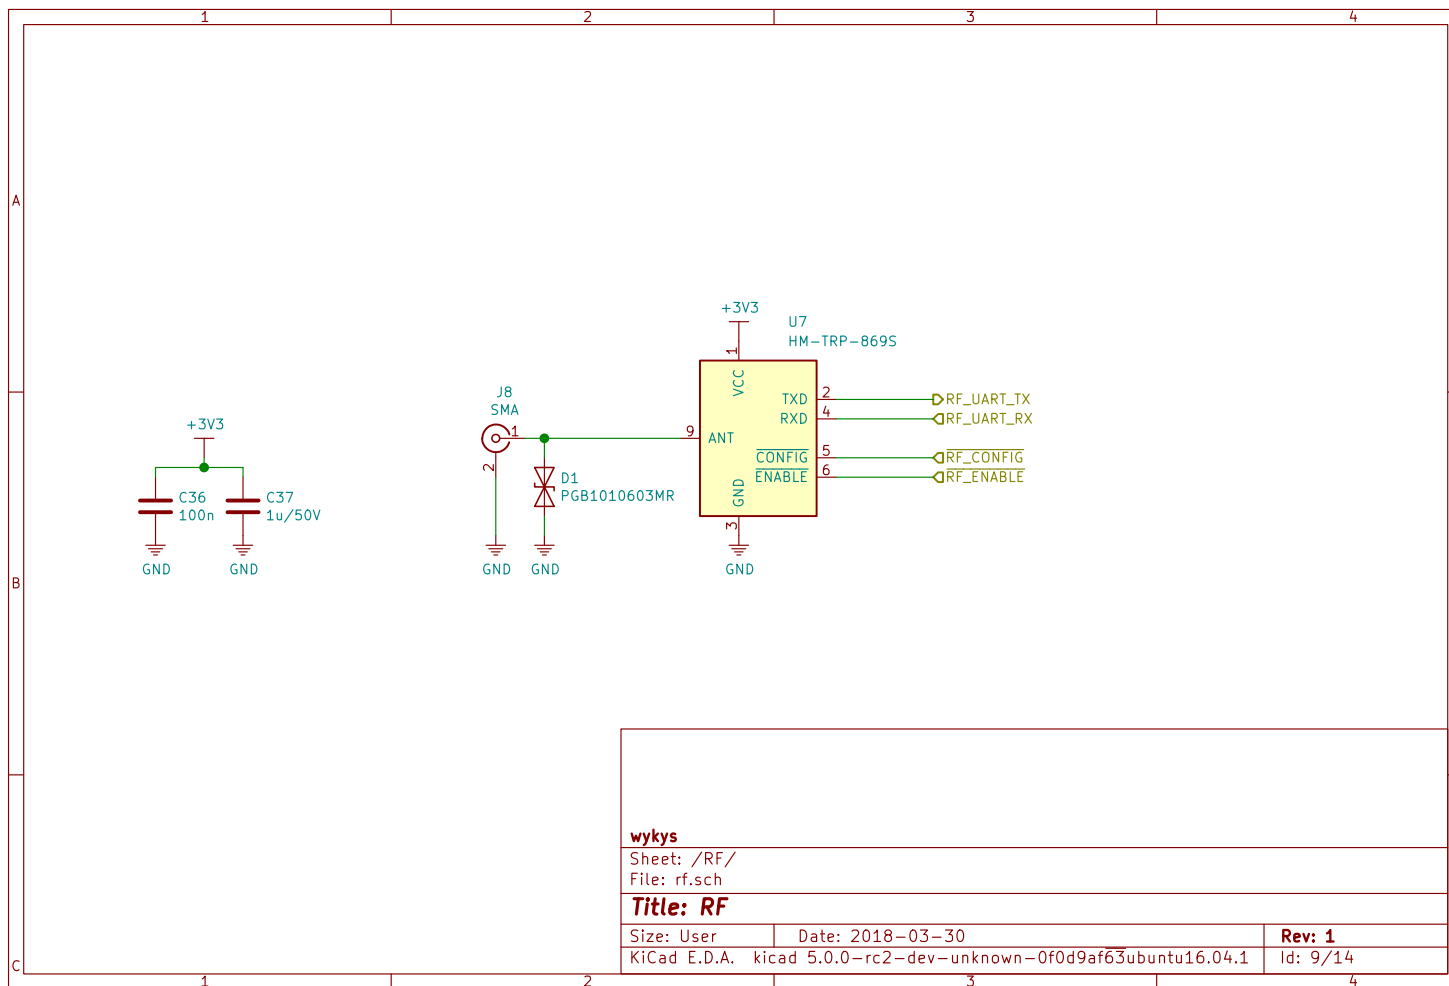 1 2 3 4
A
B
C
+3V3
C36
100n
C37
1u/50V
GND
GND
J8
SMA
1
2
D1
PGB1010603MR
GND
GND
+3V3
U7
HM-TRP-869S
1
VCC
9
ANT
TXD
2
RF_UART_TX
RXD
4
RF_UART_RX
CONFIG
5
RF_CONFIG
ENABLE
6
RF_ENABLE
GND
3
GND
wykys
Sheet: /RF/
File: rf.sch
Title: RF
Size: User Date: 2018-03-30 Rev: 1
KiCad E.D.A. kicad 5.0.0-rc2-dev-unknown-0f0d9af63ubuntu16.04.1 Id: 9/14
1 2 3 4